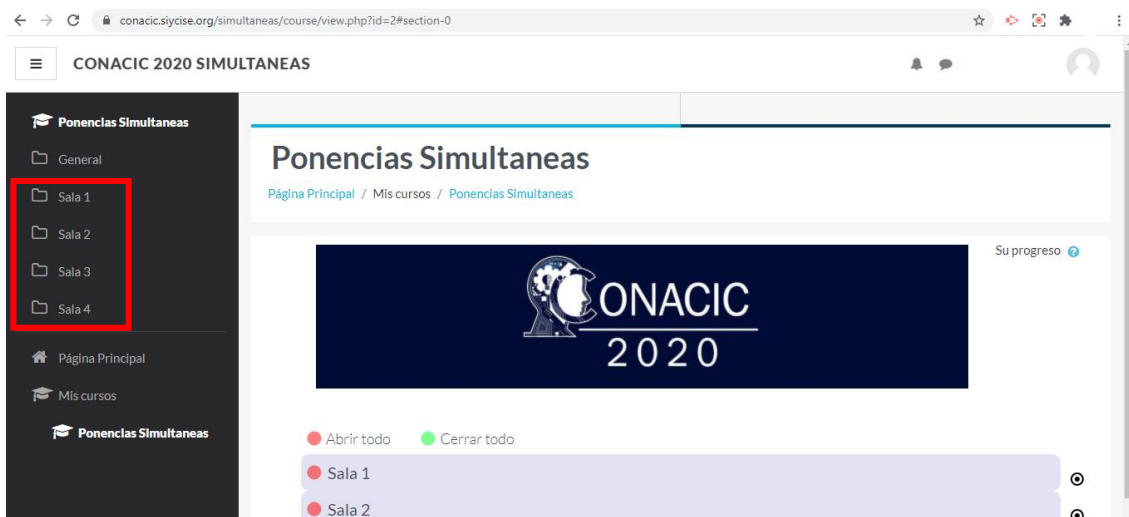 conacic.siycise.org/simultaneas/course/view.php?id=2#section-0
CONACIC 2020 SIMULTANEAS
Ponencias Simultaneas
General
Sala 1
Sala 2
Sala 3
Sala 4
Página Principal
Mis cursos
Ponencias Simultaneas
Ponencias Simultaneas
Página Principal / Mis cursos / Ponencias Simultaneas
Su progreso
CONACIC
2020
Abrir todo Cerrar todo
Sala 1
Sala 2